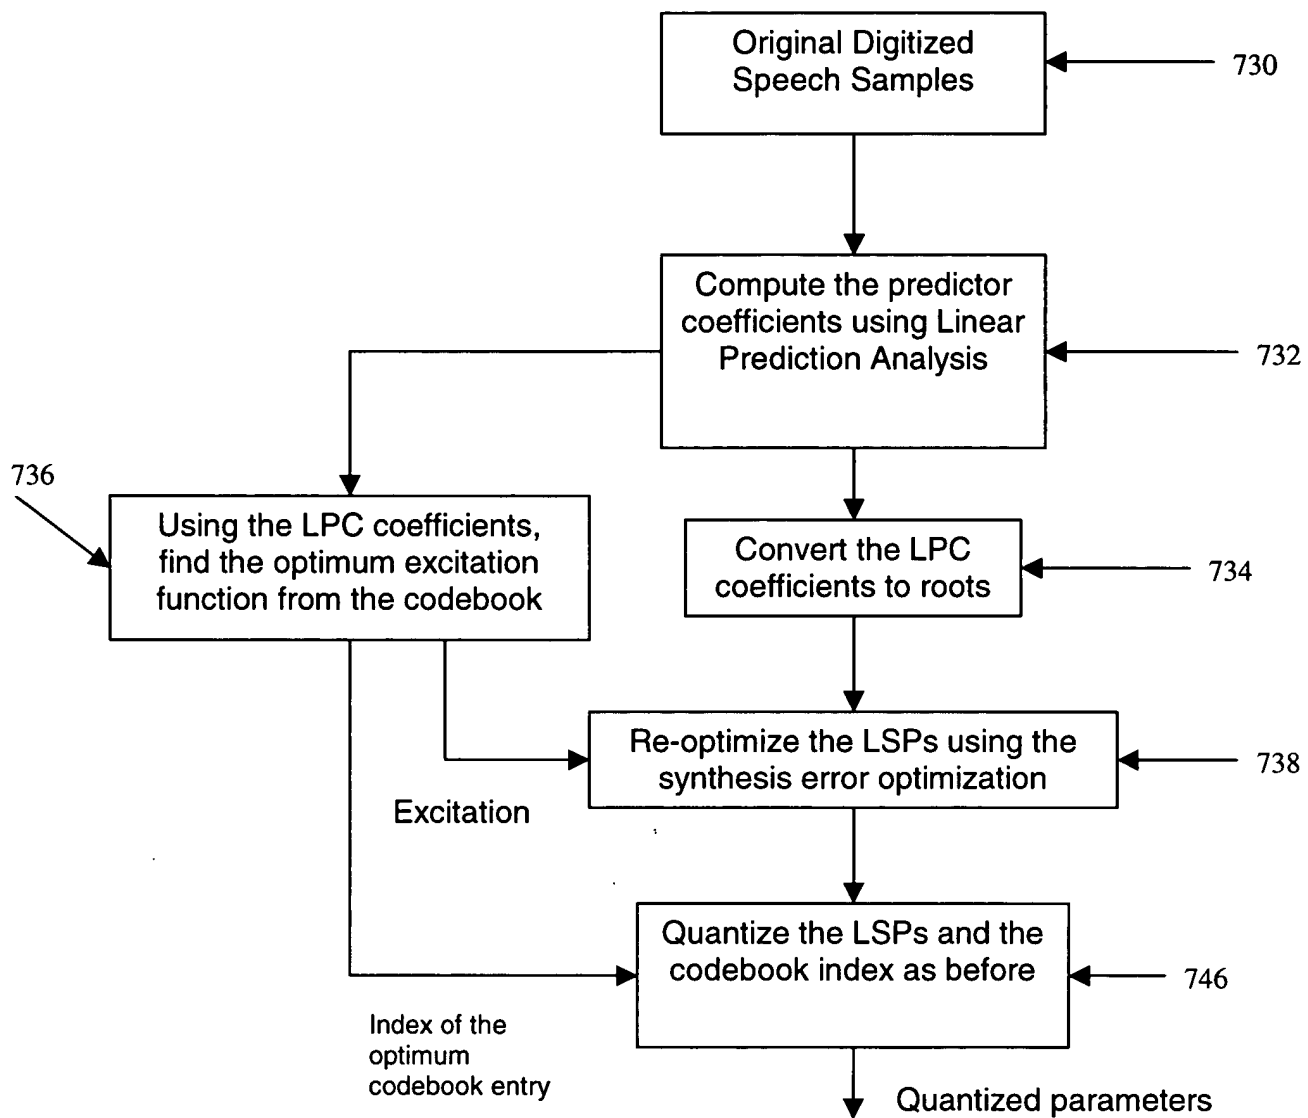 Original Digitized
Speech Samples
730
Compute the predictor
coefficients using Linear
Prediction Analysis
732
736
Using the LPC coefficients,
find the optimum excitation
function from the codebook
Convert the LPC
coefficients to roots
734
Re-optimize the LSPs using the
synthesis error optimization
738
Excitation
Quantize the LSPs and the
codebook index as before
746
Index of the
optimum
codebook entry
Quantized parameters